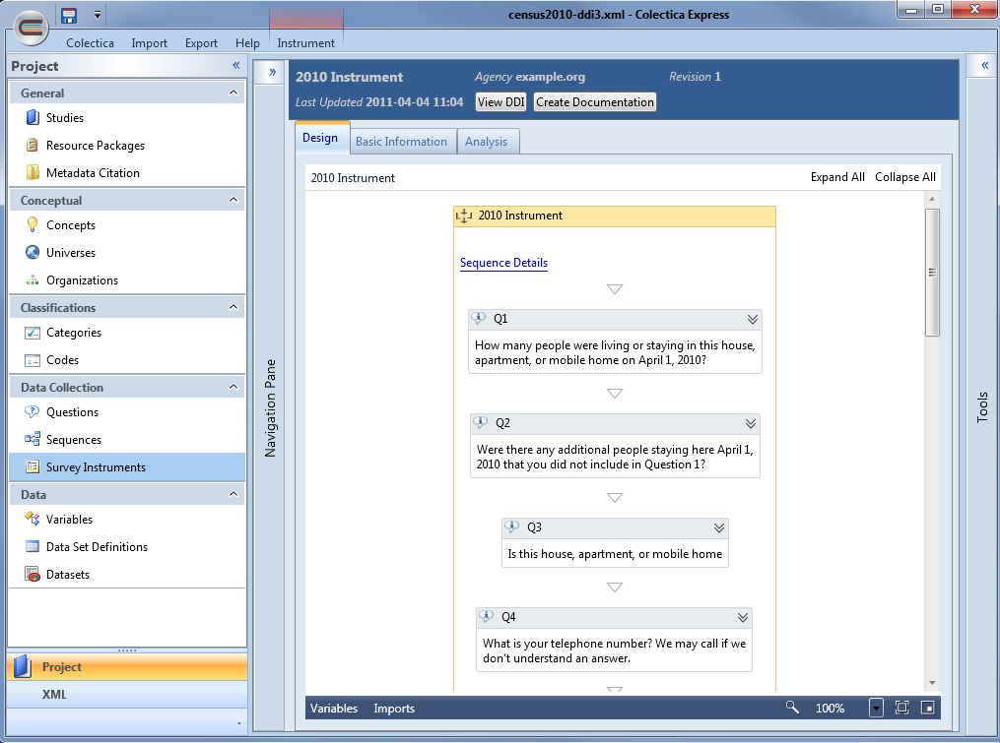 census2010-ddi3.xml - Colectica Express
Colectica Import Export Help Instrument
Project
General
Studies
Resource Packages
Metadata Citation
Conceptual
Concepts
Universes
Organizations
Classifications
Categories
Codes
Data Collection
Questions
Sequences
Survey Instruments
Data
Variables
Data Set Definitions
Datasets
Project
XML
Navigation Pane
2010 Instrument Agency example.org Revision 1
Last Updated 2011-04-04 11:04 View DDI Create Documentation
Design Basic Information Analysis
2010 Instrument Expand All Collapse All
2010 Instrument
Sequence Details
Q1
How many people were living or staying in this house,
apartment, or mobile home on April 1, 2010?
Q2
Were there any additional people staying here April 1,
2010 that you did not include in Question 1?
Q3
Is this house, apartment, or mobile home
Q4
What is your telephone number? We may call if we
don't understand an answer.
Variables Imports 100%
Tools